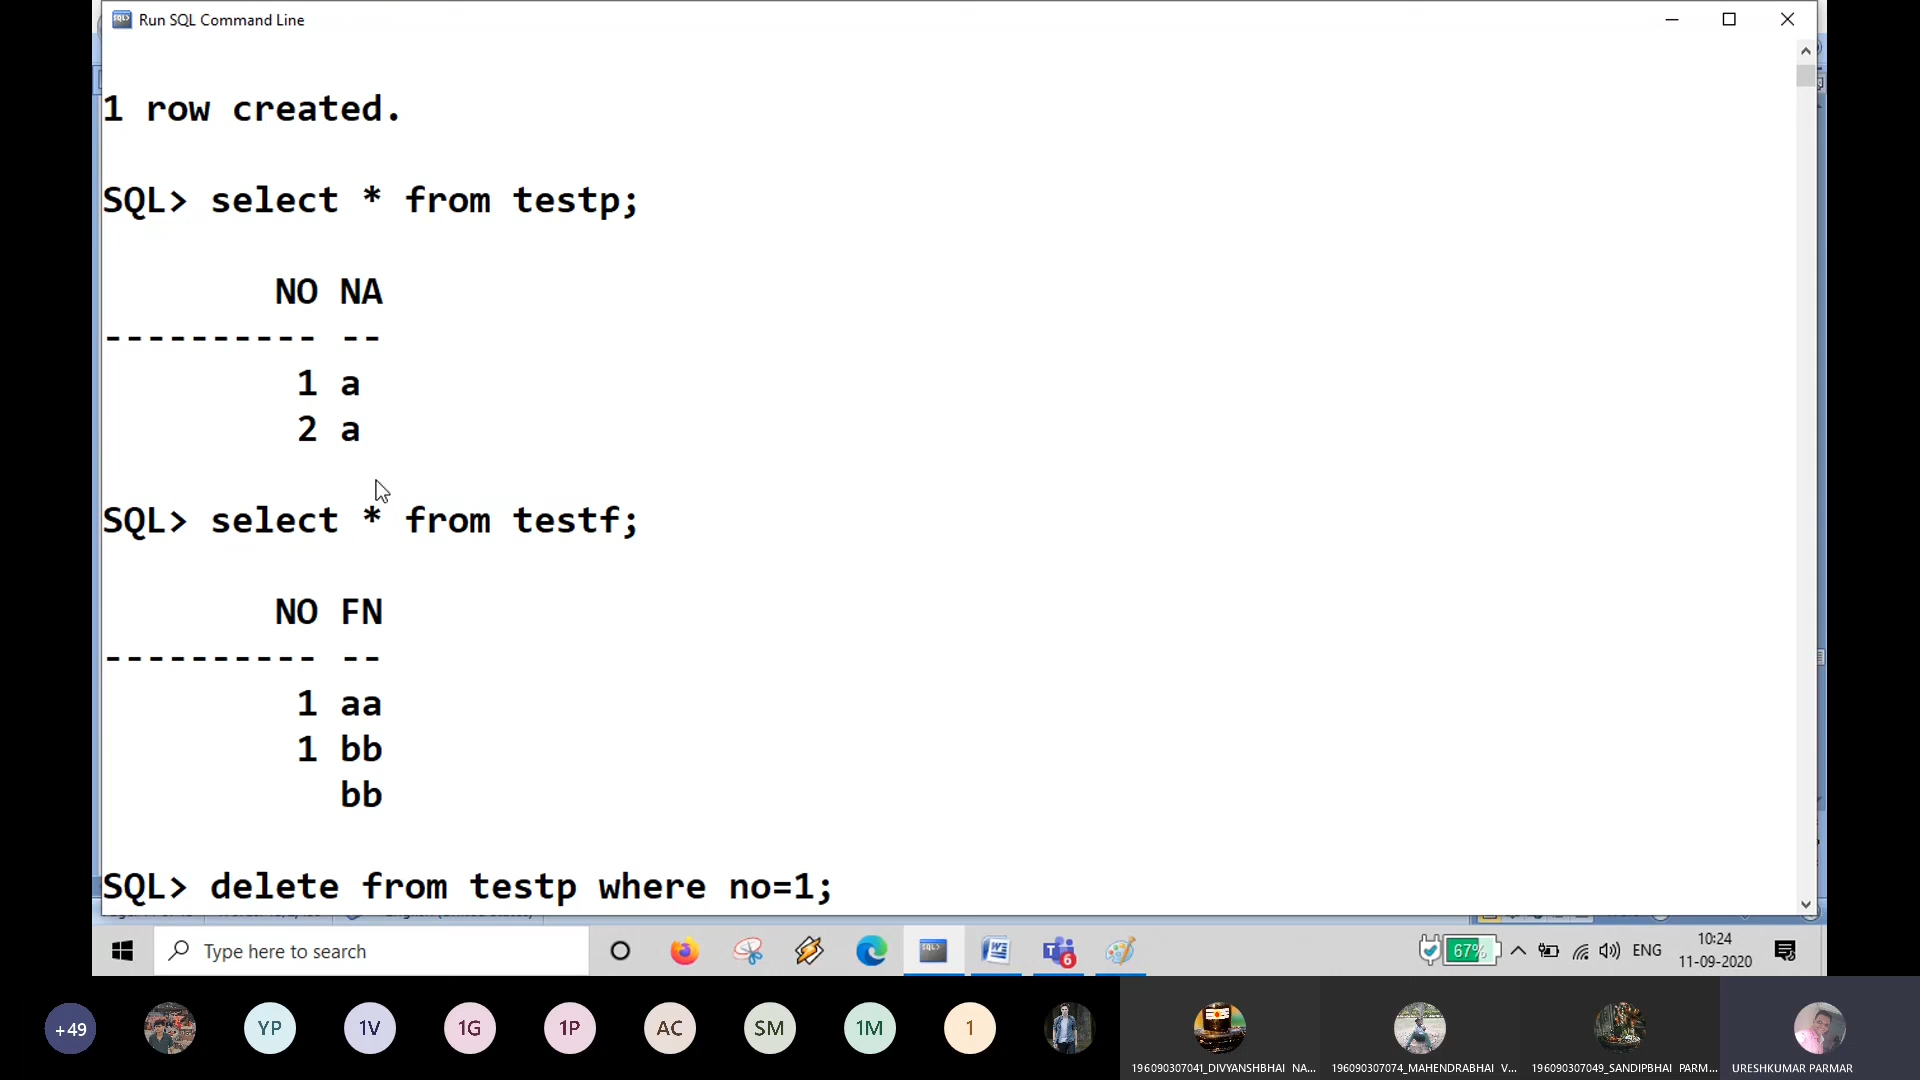 Run SQL Command Line
1 row created.
SQL> select * from testp;
NO NA
---------- --
1 a
2 a
SQL> select * from testf;
NO FN
---------- --
1 aa
1 bb
bb
SQL> delete from testp where no=1;
Type here to search
67%
ENG
10:24
11-09-2020
6
+49
YP
1V
1G
1P
AC
SM
1M
1
196090307041_DIVYANSHBHAI NA...
196090307074_MAHENDRABHAI V...
196090307049_SANDIPBHAI PARM...
URESHKUMAR PARMAR